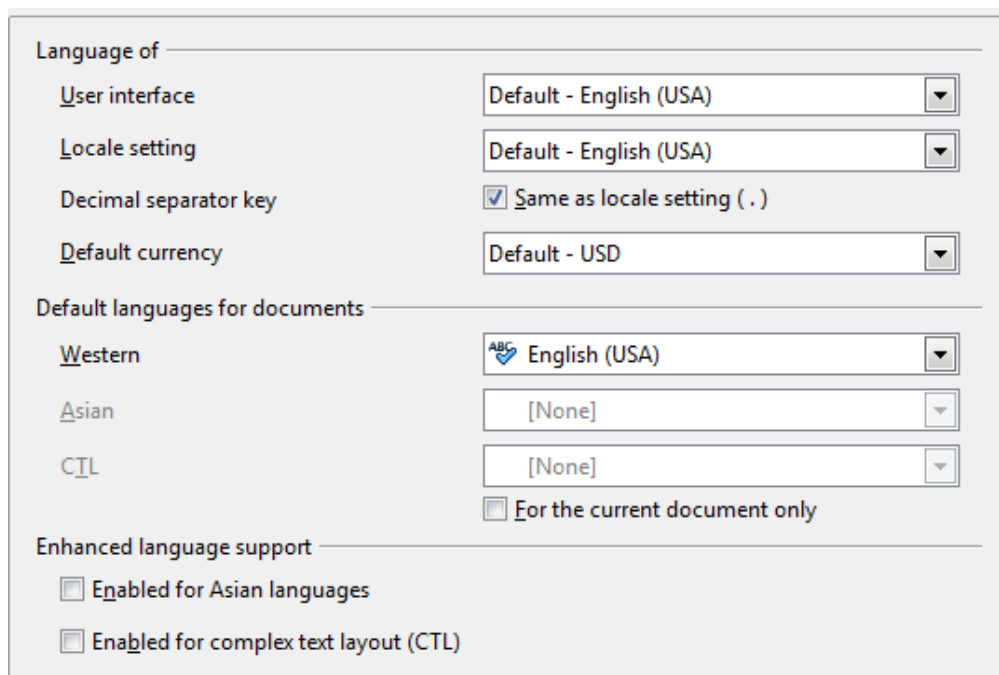 Language of
User interface Default - English (USA)
Locale setting Default - English (USA)
Decimal separator key Same as locale setting ( . )
Default currency Default - USD
Default languages for documents
Western ABC English (USA)
Asian [None]
CTL [None]
For the current document only
Enhanced language support
Enabled for Asian languages
Enabled for complex text layout (CTL)